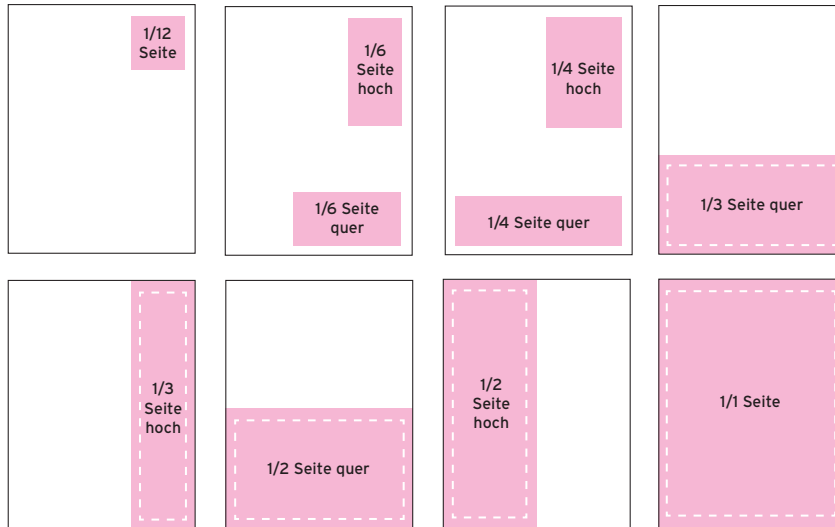 1/12
Seite
1/6
Seite
hoch
1/6 Seite
quer
1/4 Seite
hoch
1/4 Seite quer
1/3 Seite quer
1/3
Seite
hoch
1/2 Seite quer
1/2
Seite
hoch
1/1 Seite